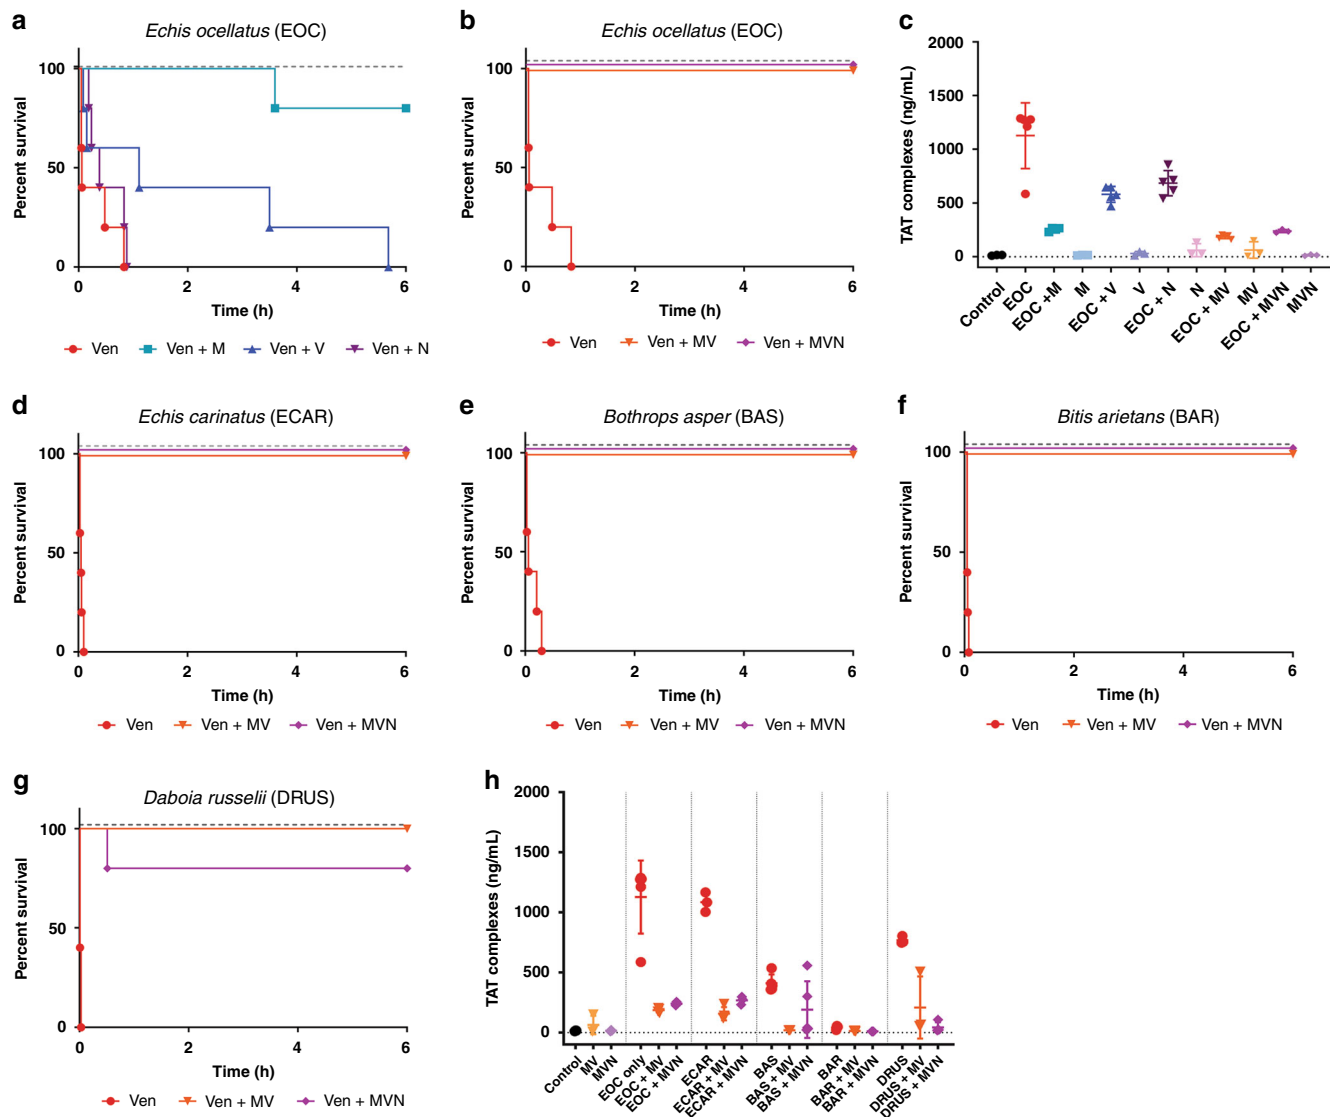 a
Echis ocellatus (EOC)
Percent survival
100
50
0
0 2 4 6
Time (h)
Ven Ven + M Ven + V Ven + N
b
Echis ocellatus (EOC)
Percent survival
100
50
0
0 2 4 6
Time (h)
Ven Ven + MV Ven + MVN
c
TAT complexes (ng/mL)
2000
1500
1000
500
0
Control
EOC
EOC +M
M
EOC + V
V
EOC + N
N
EOC + MV
MV
EOC + MVN
MVN
d
Echis carinatus (ECAR)
Percent survival
100
50
0
0 2 4 6
Time (h)
Ven Ven + MV Ven + MVN
e
Bothrops asper (BAS)
Percent survival
100
50
0
0 2 4 6
Time (h)
Ven Ven + MV Ven + MVN
f
Bitis arietans (BAR)
Percent survival
100
50
0
0 2 4 6
Time (h)
Ven Ven + MV Ven + MVN
g
Daboia russelii (DRUS)
Percent survival
100
50
0
0 2 4 6
Time (h)
Ven Ven + MV Ven + MVN
h
TAT complexes (ng/mL)
2000
1500
1000
500
0
Control
MV
MVN
EOC only
EOC + MV
EOC + MVN
ECAR
ECAR + MV
ECAR + MVN
BAS
BAS + MV
BAS + MVN
BAR
BAR + MV
BAR + MVN
DRUS
DRUS + MV
DRUS + MVN